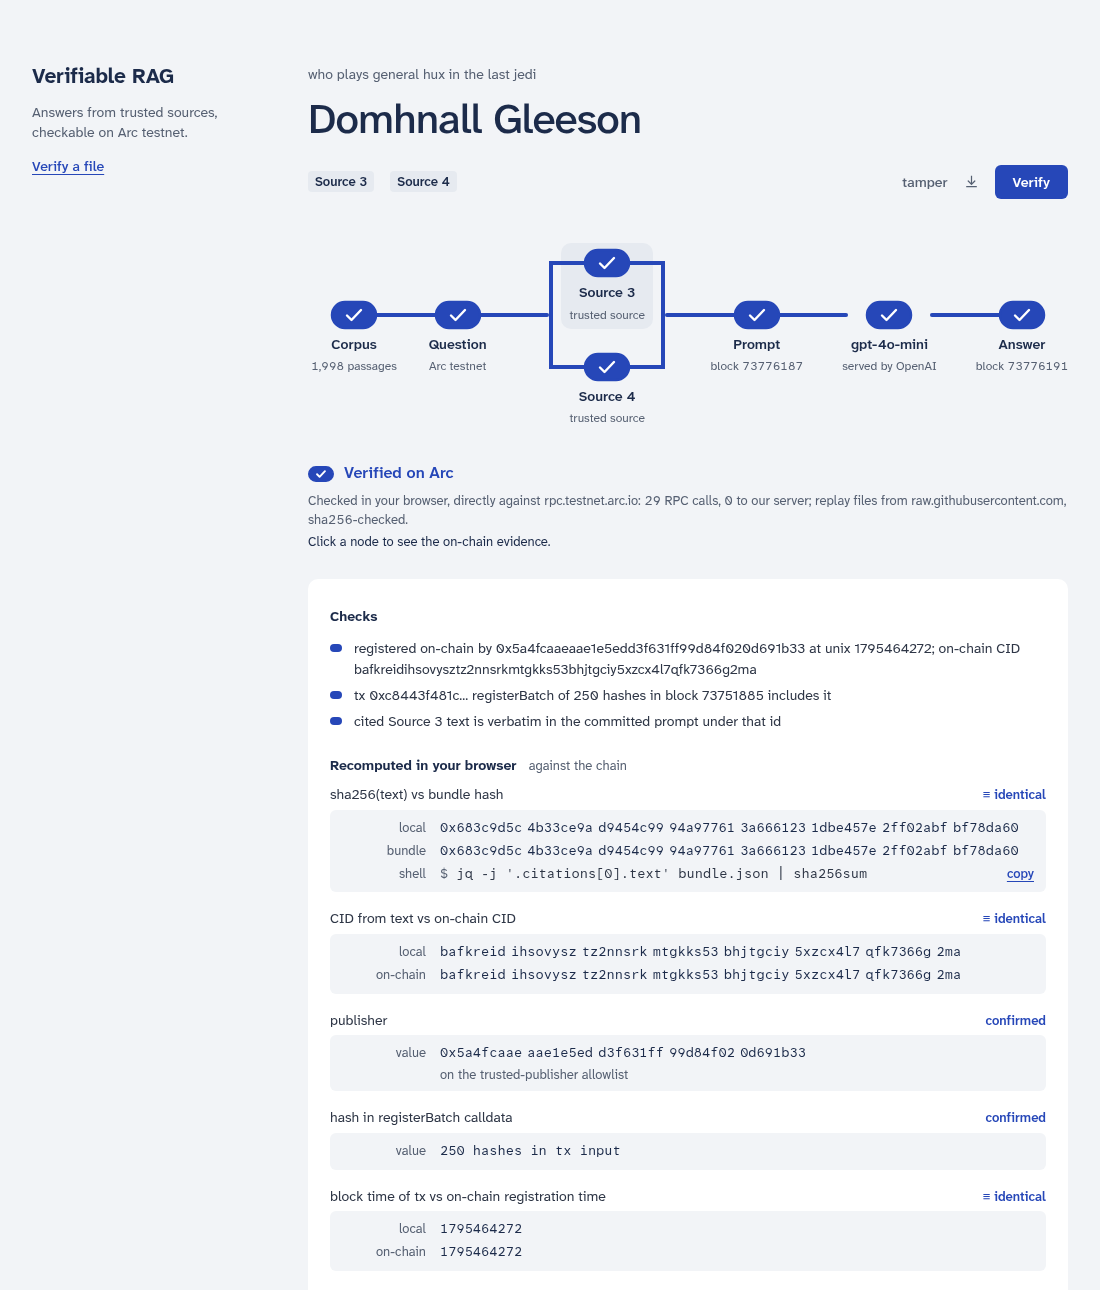 Verifiable RAG
Answers from trusted sources,
checkable on Arc testnet.
Verify a file
who plays general hux in the last jedi
Domhnall Gleeson
Source 3
Source 4
tamper
Verify
Source 3
trusted source
Corpus
1,998 passages
Question
Arc testnet
Source 4
trusted source
Prompt
block 73776187
gpt-4o-mini
served by OpenAI
Answer
block 73776191
Verified on Arc
Checked in your browser, directly against rpc.testnet.arc.io: 29 RPC calls, 0 to our server; replay files from raw.githubusercontent.com,
sha256-checked.
Click a node to see the on-chain evidence.
Checks
registered on-chain by 0x5a4fcaaeaae1e5edd3f631ff99d84f020d691b33 at unix 1795464272; on-chain CID
bafkreidihsovysztz2nnsrkmtgkks53bhjtgciy5xzcx4l7qfk7366g2ma
tx 0xc8443f481c... registerBatch of 250 hashes in block 73751885 includes it
cited Source 3 text is verbatim in the committed prompt under that id
Recomputed in your browser against the chain
sha256(text) vs bundle hash ≡ identical
local 0x683c9d5c 4b33ce9a d9454c99 94a97761 3a666123 1dbe457e 2ff02abf bf78da60
bundle 0x683c9d5c 4b33ce9a d9454c99 94a97761 3a666123 1dbe457e 2ff02abf bf78da60
shell $ jq -j '.citations[0].text' bundle.json | sha256sum copy
CID from text vs on-chain CID ≡ identical
local bafkreid ihsovysz tz2nnsrk mtgkks53 bhjtgciy 5xzcx4l7 qfk7366g 2ma
on-chain bafkreid ihsovysz tz2nnsrk mtgkks53 bhjtgciy 5xzcx4l7 qfk7366g 2ma
publisher confirmed
value 0x5a4fcaae aae1e5ed d3f631ff 99d84f02 0d691b33
on the trusted-publisher allowlist
hash in registerBatch calldata confirmed
value 250 hashes in tx input
block time of tx vs on-chain registration time ≡ identical
local 1795464272
on-chain 1795464272